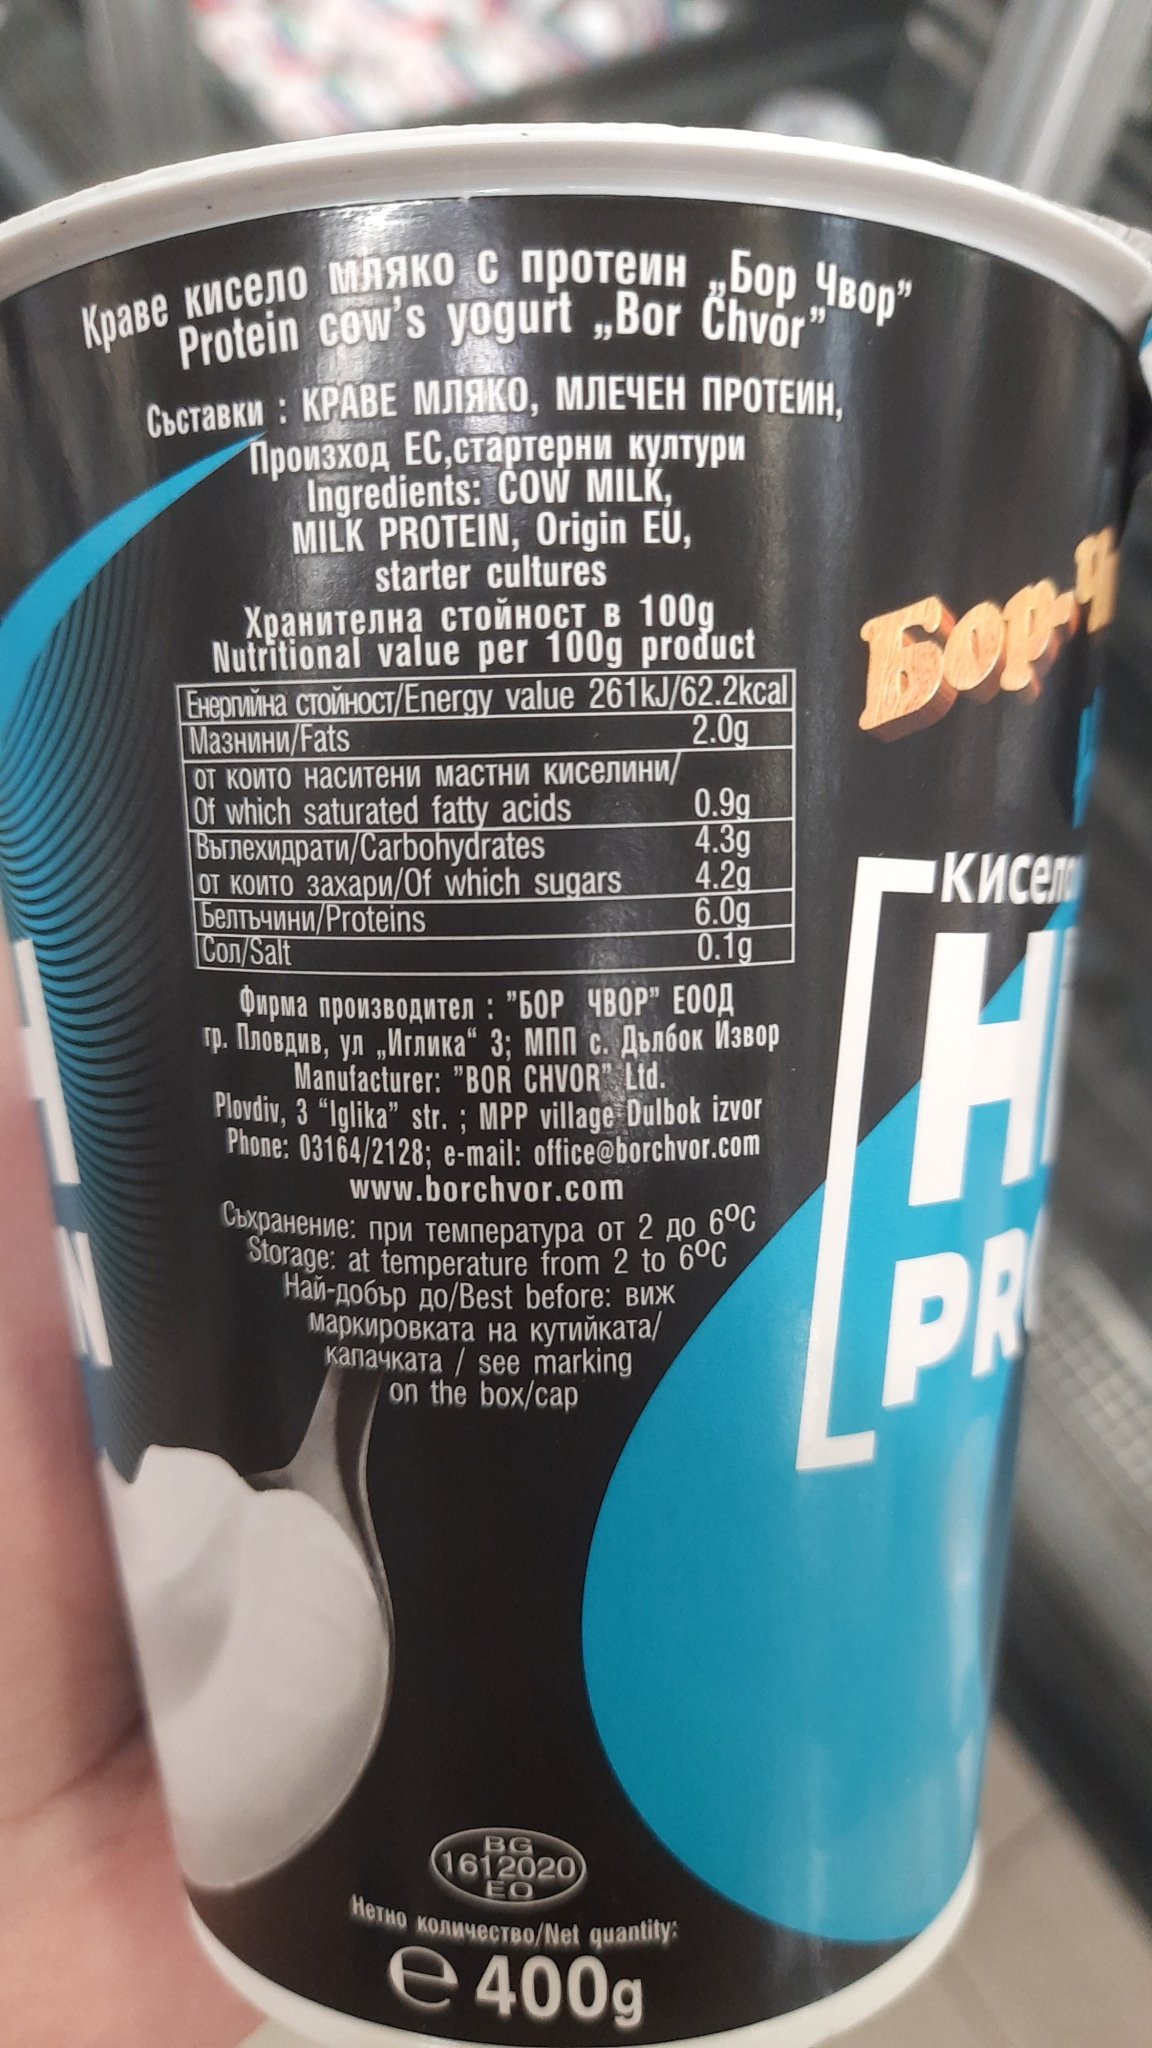 Краве кисело мляко с протеин „Бор Чвор"
Protein cow's yogurt „Bor Chvor"
Съставки : КРАВЕ МЛЯКО, МЛЕЧЕН ПРОТЕИН,
Произход ЕС,стартерни култури
Ingredients: COW MILK,
MILK PROTEIN, Origin EU,
starter cultures
Хранителна стойност в 100g
Nutritional value per 100g product
Енергийна стойност/Energy value 261kJ/62.2kcal
Мазнини/Fats 2.0g
от които наситени мастни киселини/
Of which saturated fatty acids 0.9g
Въглехидрати/Carbohydrates 4.3g
от които захари/Of which sugars 4.2g
Белтъчини/Proteins 6.0g
Сол/Salt 0.1g
Фирма производител : "БОР ЧВОР" ЕООД
гр. Пловдив, ул „Иглика" 3; МПП с. Дълбок Извор
Manufacturer: "BOR CHVOR" Ltd.
Plovdiv, 3 "Iglika" str. ; MPP village Dulbok izvor
Phone: 03164/2128; e-mail: office@borchvor.com
www.borchvor.com
Съхранение: при температура от 2 до 6ºC
Storage: at temperature from 2 to 6ºC
Най-добър до/Best before: виж
маркировката на кутийката/
капачката / see marking
on the box/cap
Бор-Ч
кисело
HI
PR
BG
1612020
EO
Нетно количество/Net quantity:
e 400g